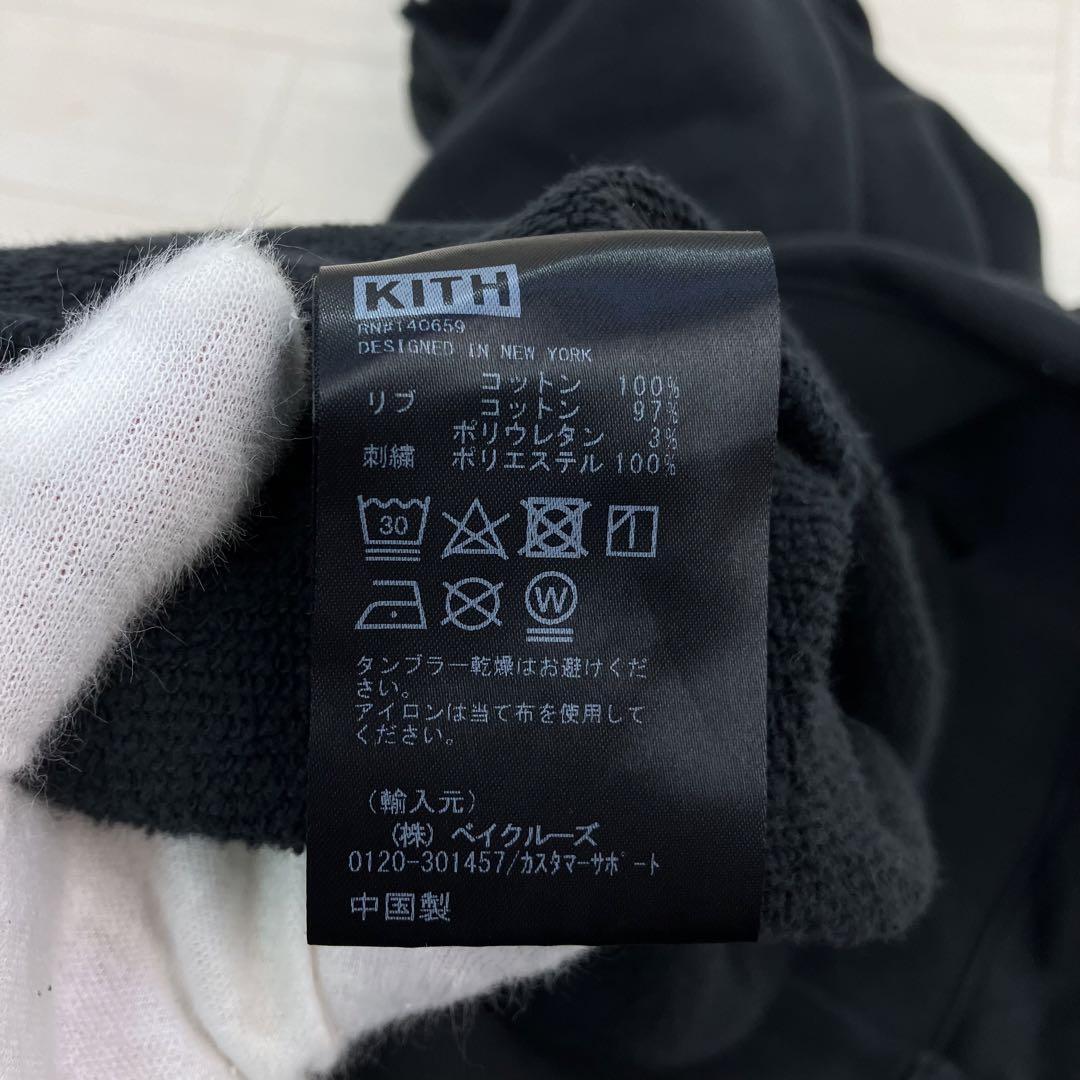 KITH
RN#140659
DESIGNED IN NEW YORK
コットン 100%
リブ コットン 97%
ポリウレタン 3%
刺繍 ポリエステル 100%
30
W
タンブラー乾燥はお避けくだ
さい。
アイロンは当て布を使用して
ください。
(輸入元)
(株) ベイクルーズ
0120-301457/カスタマーサポート
中国製